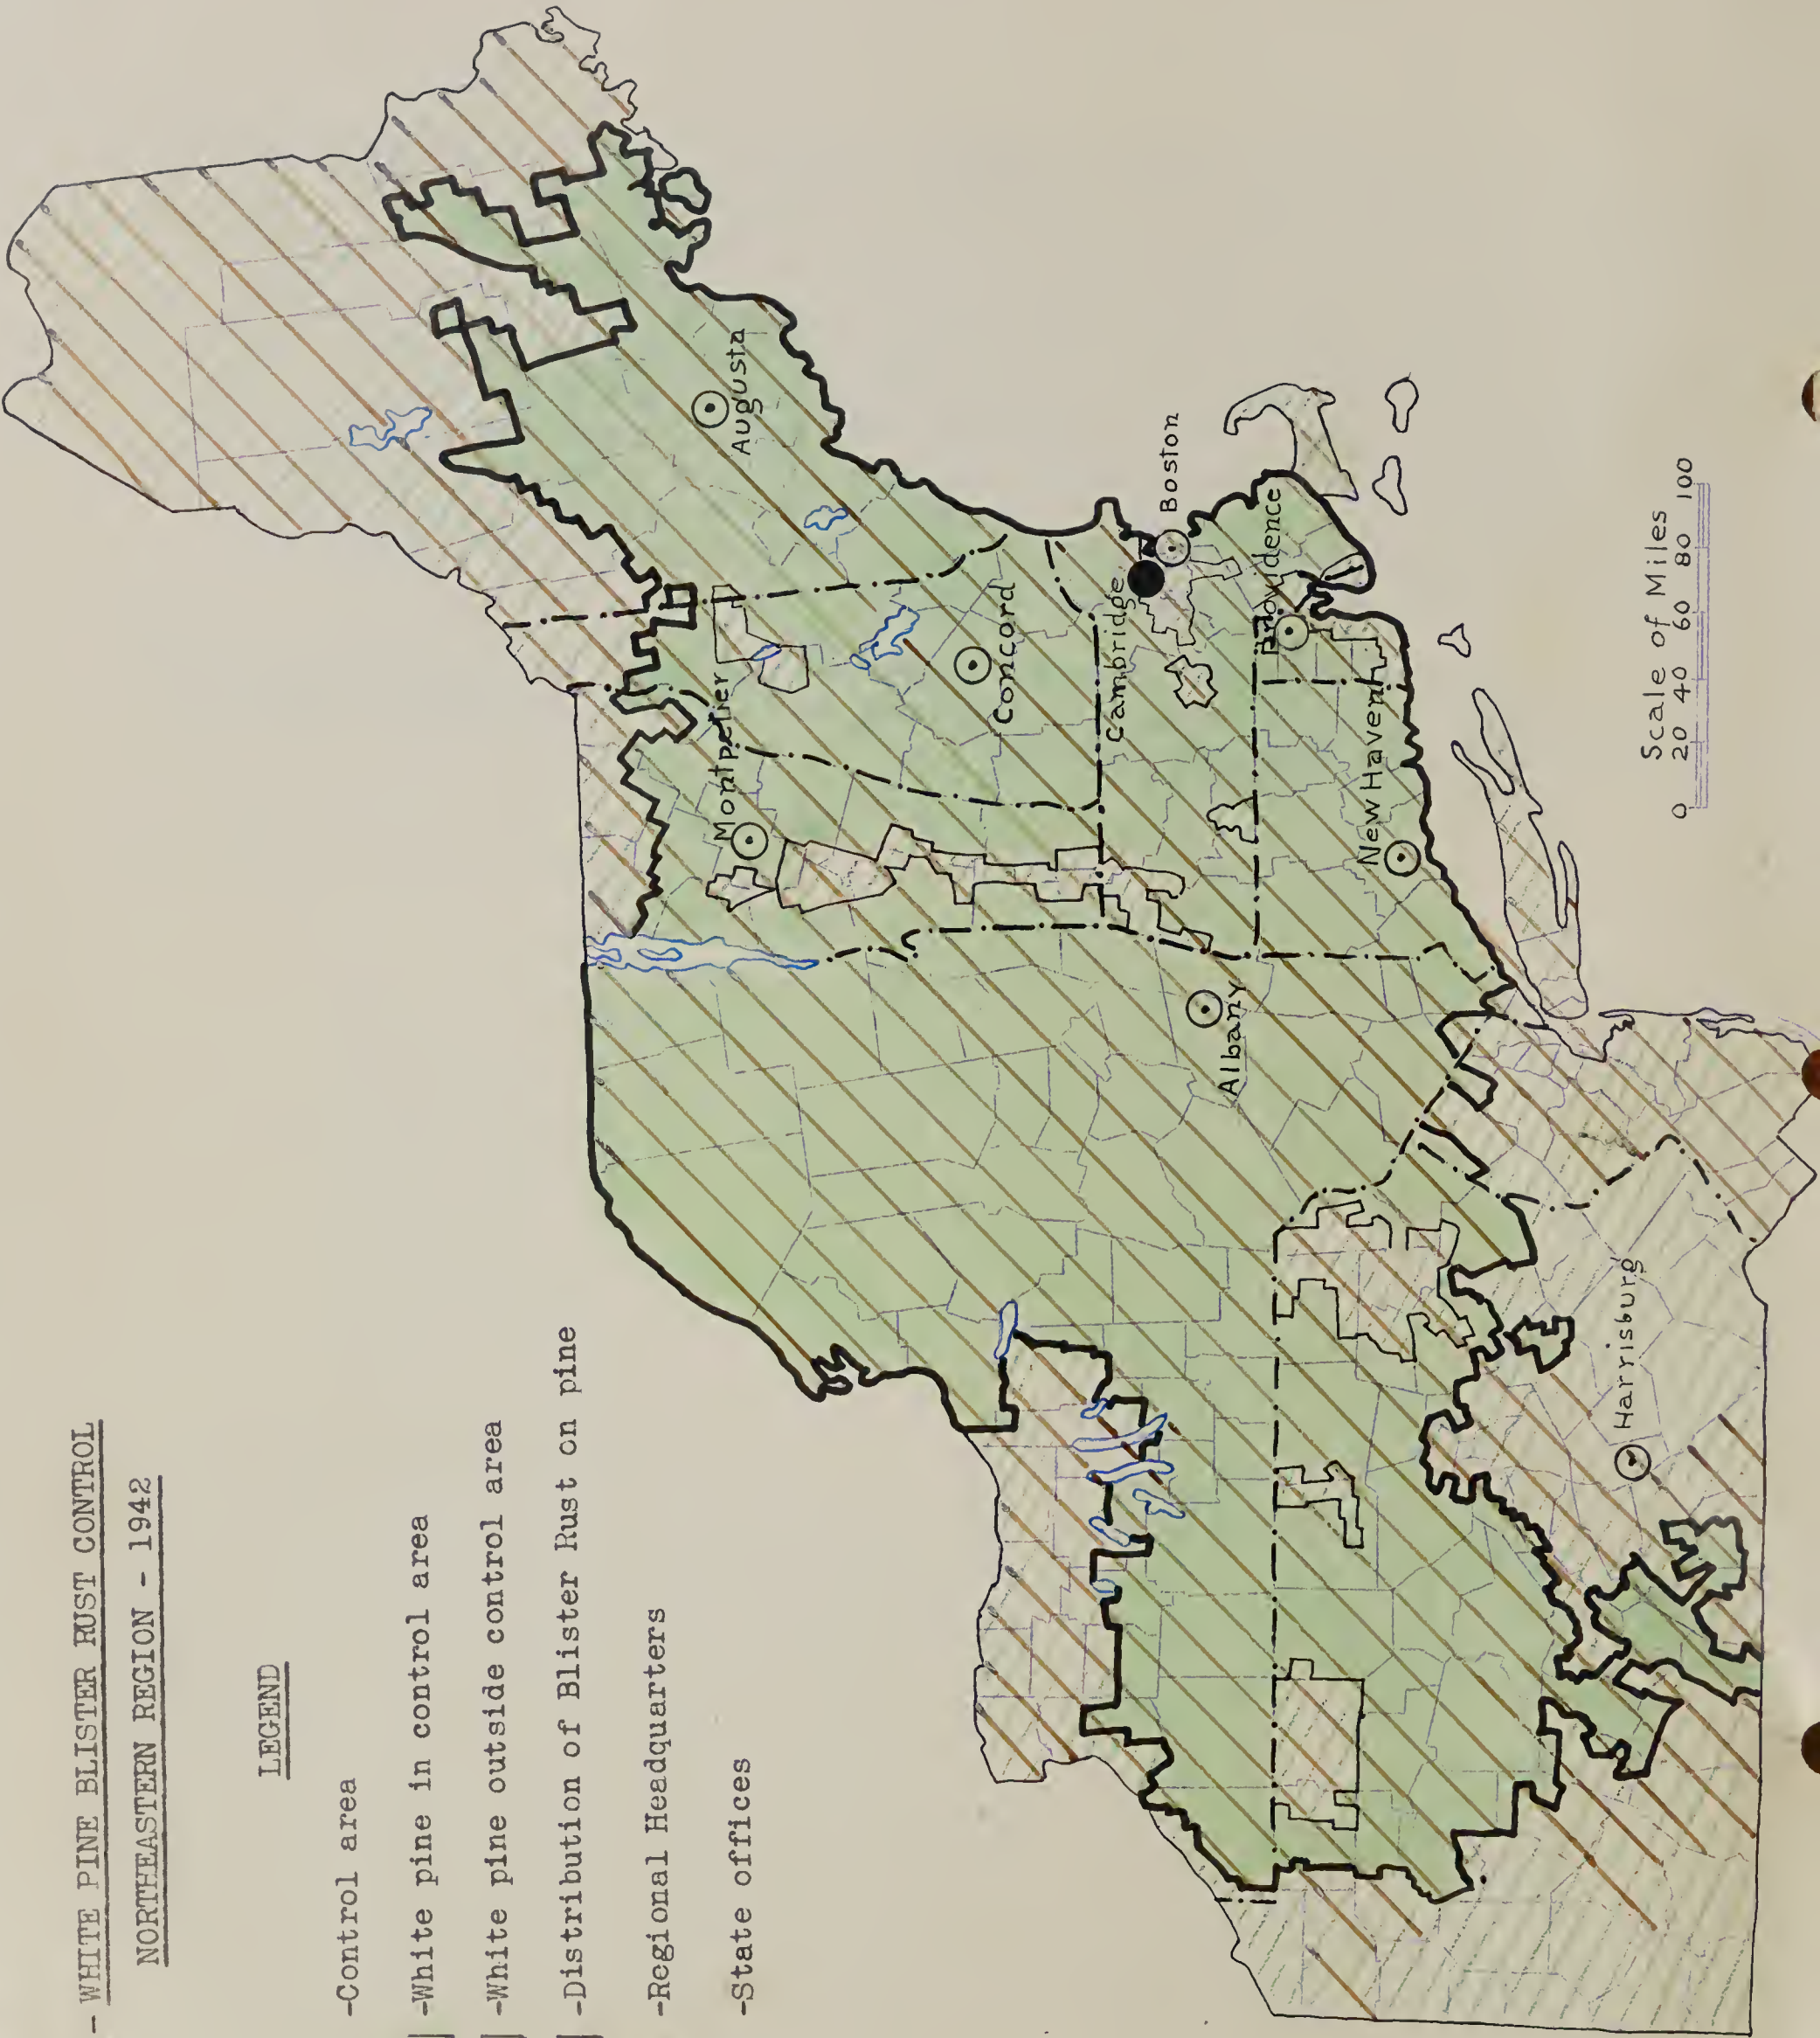 - WHITE PINE BLISTER RUST CONTROL
NORTHEASTERN REGION - 1942
LEGEND
-Control area
-White pine in control area
-White pine outside control area
-Distribution of Blister Rust on pine
-Regional Headquarters
-State offices
Augusta
Montpelier
Concord
Boston
Cambridge
Providence
Albany
New Haven
Harrisburg
Scale of Miles
0 20 40 60 80 100